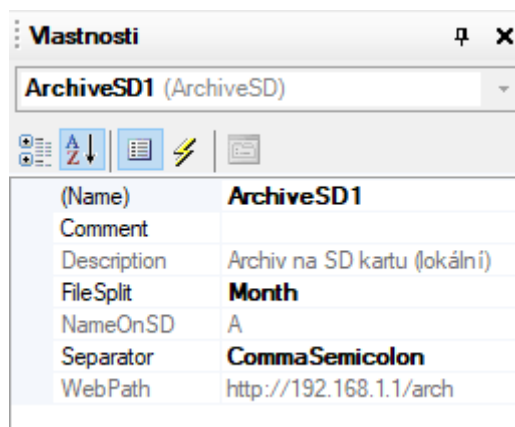 Vlastnosti
ArchiveSD1 (ArchiveSD)
(Name) ArchiveSD1
Comment
Description Archiv na SD kartu (lokální)
FileSplit Month
NameOnSD A
Separator CommaSemicolon
WebPath http://192.168.1.1/arch